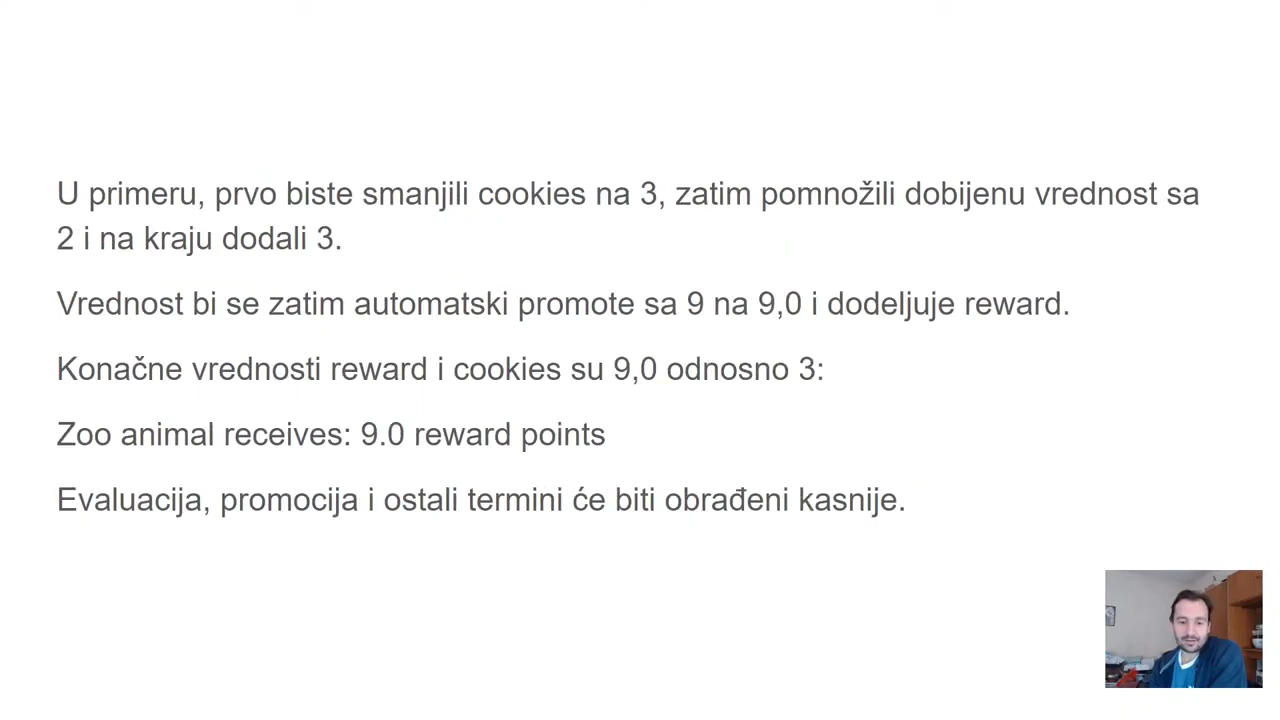 U primeru, prvo biste smanjili cookies na 3, zatim pomnožili dobijenu vrednost sa
2 i na kraju dodali 3.
Vrednost bi se zatim automatski promote sa 9 na 9,0 i dodeljuje reward.
Konačne vrednosti reward i cookies su 9,0 odnosno 3:
Zoo animal receives: 9.0 reward points
Evaluacija, promocija i ostali termini će biti obrađeni kasnije.